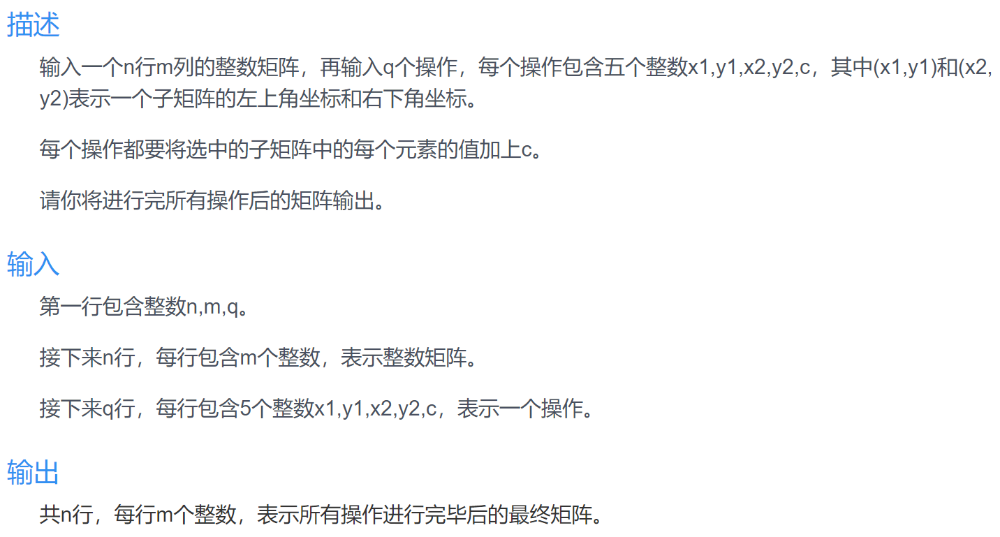 描述
输入一个n行m列的整数矩阵，再输入q个操作，每个操作包含五个整数x1,y1,x2,y2,c，其中(x1,y1)和(x2,
y2)表示一个子矩阵的左上角坐标和右下角坐标。
每个操作都要将选中的子矩阵中的每个元素的值加上c。
请你将进行完所有操作后的矩阵输出。
输入
第一行包含整数n,m,q。
接下来n行，每行包含m个整数，表示整数矩阵。
接下来q行，每行包含5个整数x1,y1,x2,y2,c，表示一个操作。
输出
共n行，每行m个整数，表示所有操作进行完毕后的最终矩阵。